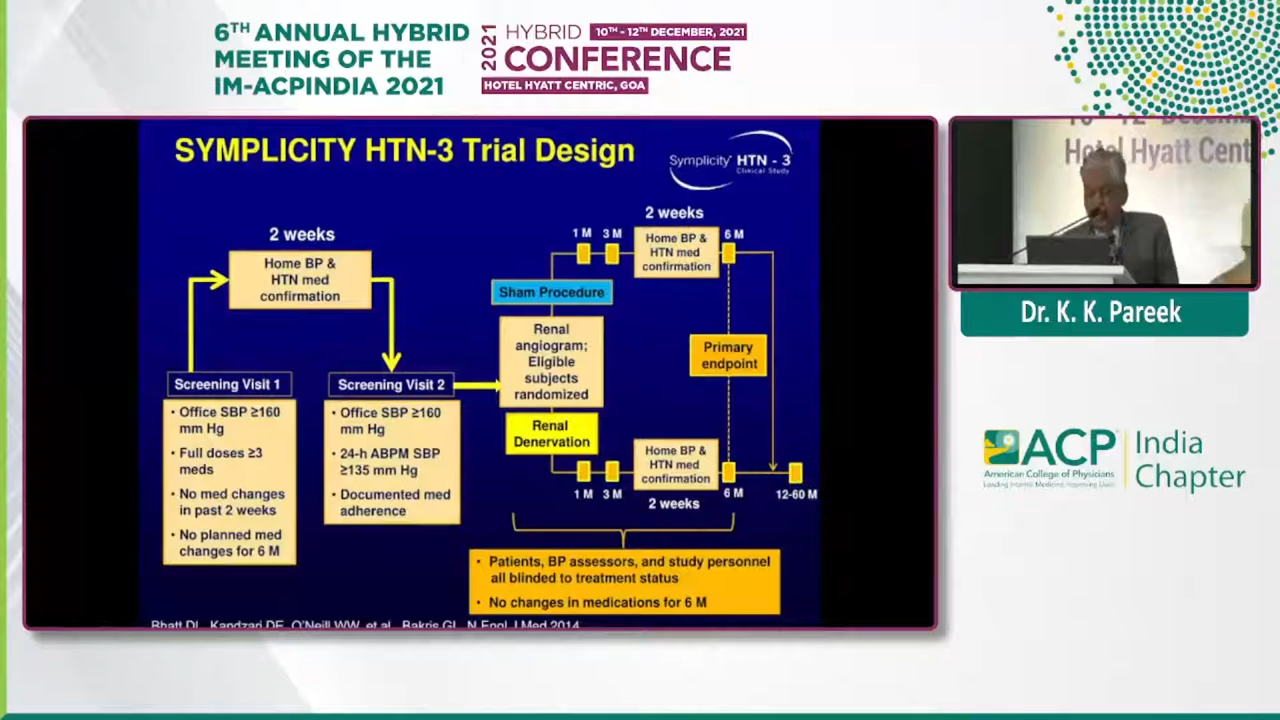 6TH ANNUAL HYBRID
MEETING OF THE
IM-ACPINDIA 2021
2021
HYBRID
10TH - 12TH DECEMBER, 2021
CONFERENCE
HOTEL HYATT CENTRIC, GOA
SYMPLICITY HTN-3 Trial Design
Symplicity HTN - 3
Clinical Study
2 weeks
Home BP &
HTN med
confirmation
Screening Visit 1
• Office SBP ≥160
mm Hg
• Full doses ≥3
meds
• No med changes
in past 2 weeks
• No planned med
changes for 6 M
Screening Visit 2
• Office SBP ≥160
mm Hg
• 24-h ABPM SBP
≥135 mm Hg
• Documented med
adherence
2 weeks
1 M 3 M
Home BP &
HTN med
confirmation
6 M
Sham Procedure
Renal
angiogram;
Eligible
subjects
randomized
Primary
endpoint
Renal
Denervation
Home BP &
HTN med
confirmation
1 M 3 M
2 weeks
6 M
12-60 M
• Patients, BP assessors, and study personnel
all blinded to treatment status
• No changes in medications for 6 M
Bhatt DL, Kandzari DE, O'Neill WW, et al. Bakris GL. N Engl J Med 2014
Hotel Hyatt Cent
Dr. K. K. Pareek
ACP
American College of Physicians
Leading Internal Medicine, Improving Lives
India
Chapter